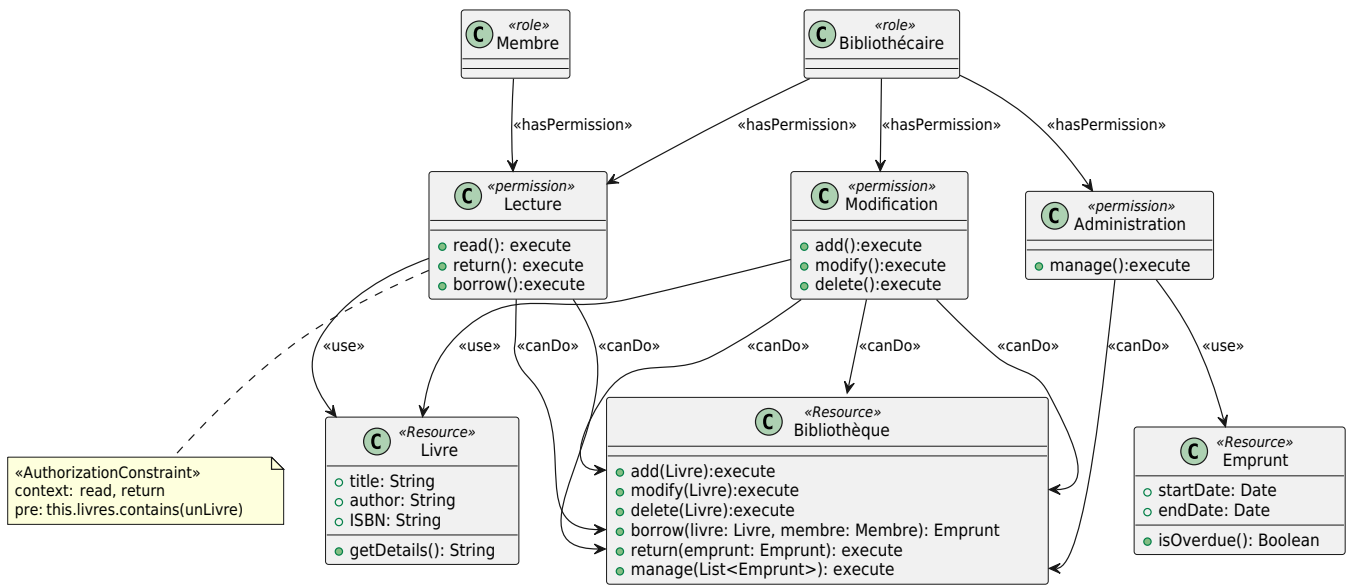 «role»
C Membre
«role»
C Bibliothécaire
«hasPermission»
«hasPermission»
«hasPermission»
«hasPermission»
«permission»
C Lecture
read(): execute
return(): execute
borrow():execute
«permission»
C Modification
add():execute
modify():execute
delete():execute
«permission»
C Administration
manage():execute
«use»
«use»
«canDo»
«canDo»
«canDo»
«canDo»
«canDo»
«canDo»
«use»
«AuthorizationConstraint»
context: read, return
pre: this.livres.contains(unLivre)
«Resource»
C Livre
title: String
author: String
ISBN: String
getDetails(): String
«Resource»
C Bibliothèque
add(Livre):execute
modify(Livre):execute
delete(Livre):execute
borrow(livre: Livre, membre: Membre): Emprunt
return(emprunt: Emprunt): execute
manage(List<Emprunt>): execute
«Resource»
C Emprunt
startDate: Date
endDate: Date
isOverdue(): Boolean